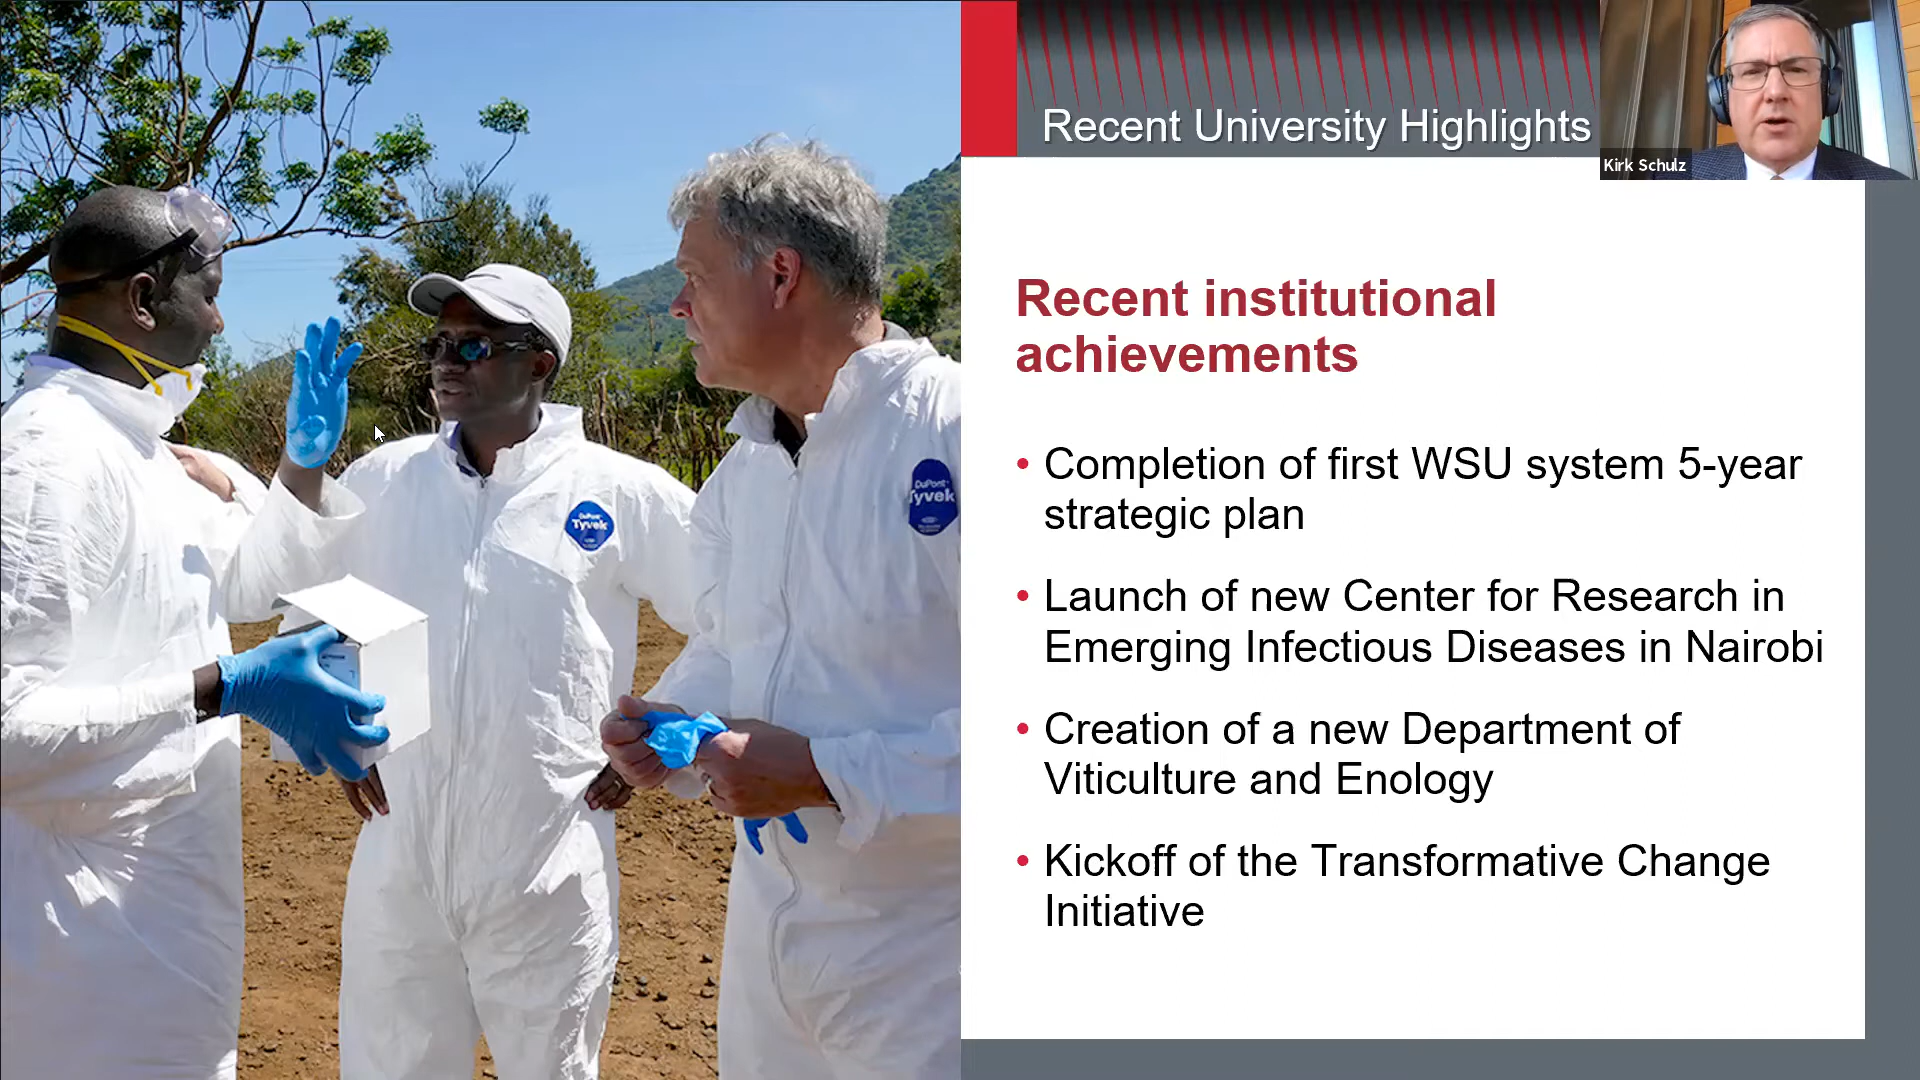 Recent University Highlights
Kirk Schulz
Recent institutional
achievements
• Completion of first WSU system 5-year
strategic plan
• Launch of new Center for Research in
Emerging Infectious Diseases in Nairobi
• Creation of a new Department of
Viticulture and Enology
• Kickoff of the Transformative Change
Initiative
DuPont
Tyvek
DuPont
Tyvek